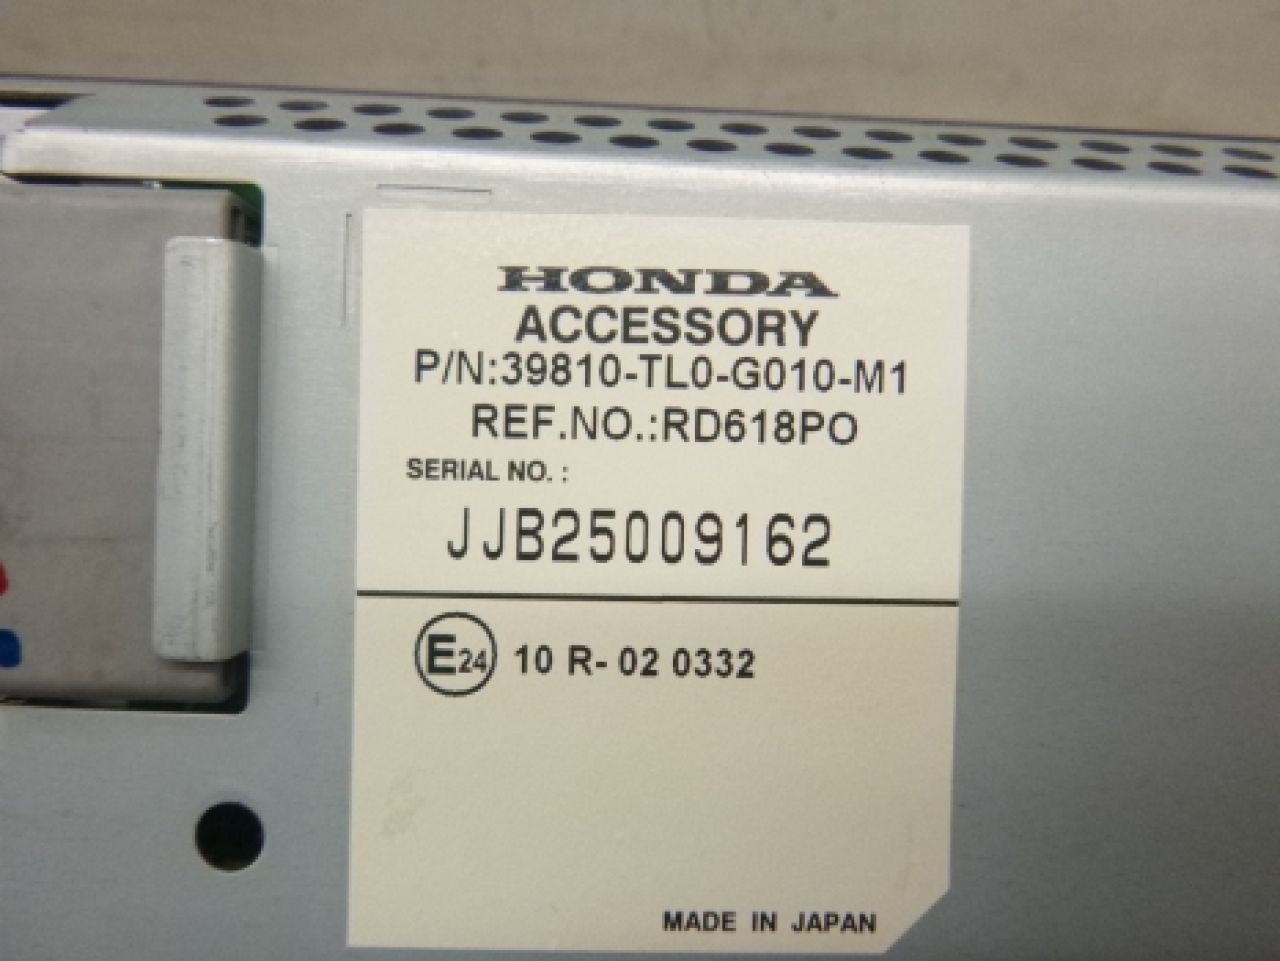 HONDA
ACCESSORY
P/N:39810-TL0-G010-M1
REF.NO.:RD618PO
SERIAL NO. :
JJB25009162
E24 10 R- 02 0332
MADE IN JAPAN